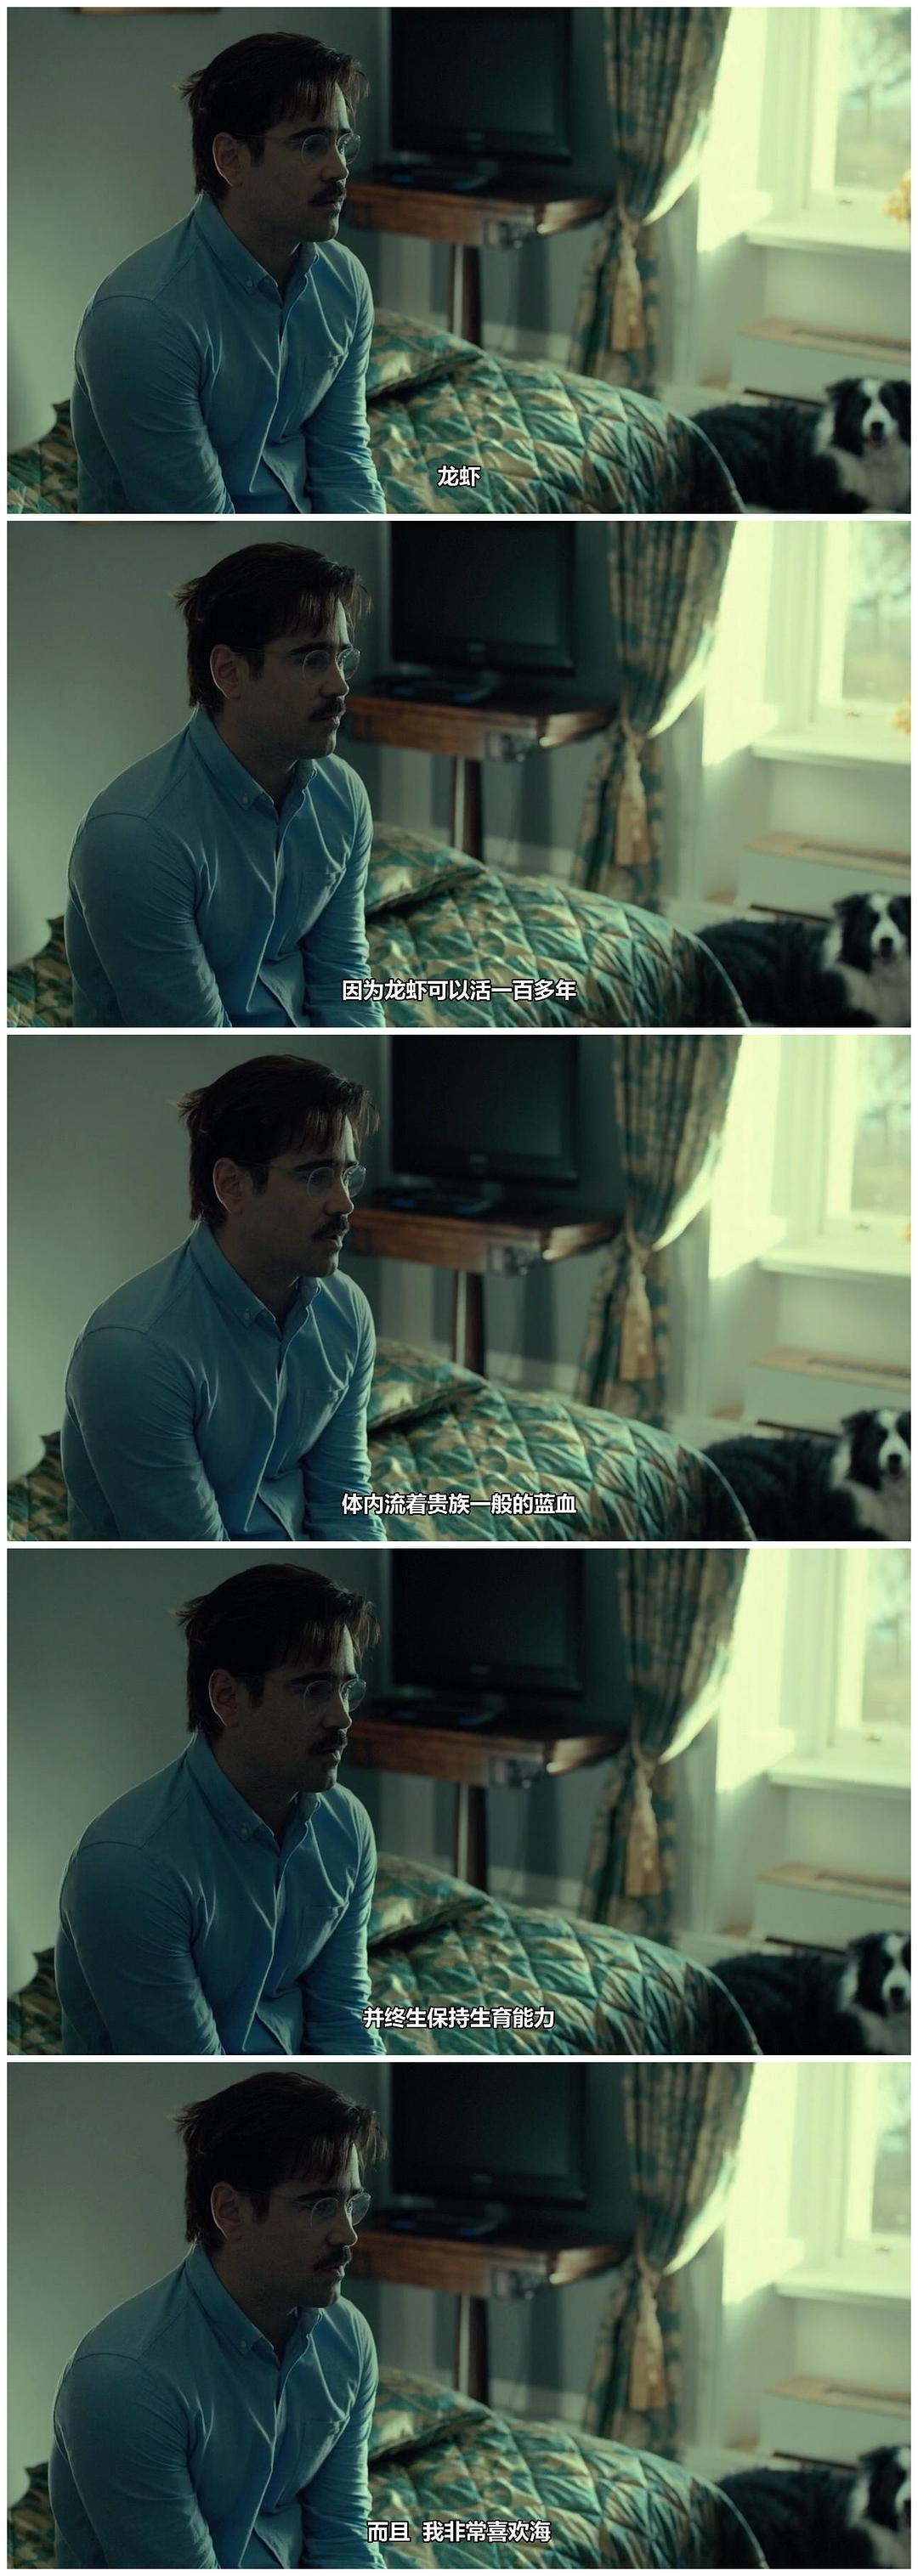 龙虾
因为龙虾可以活一百多年
体内流着贵族一般的蓝血
并终生保持生育能力
而且 我非常喜欢海